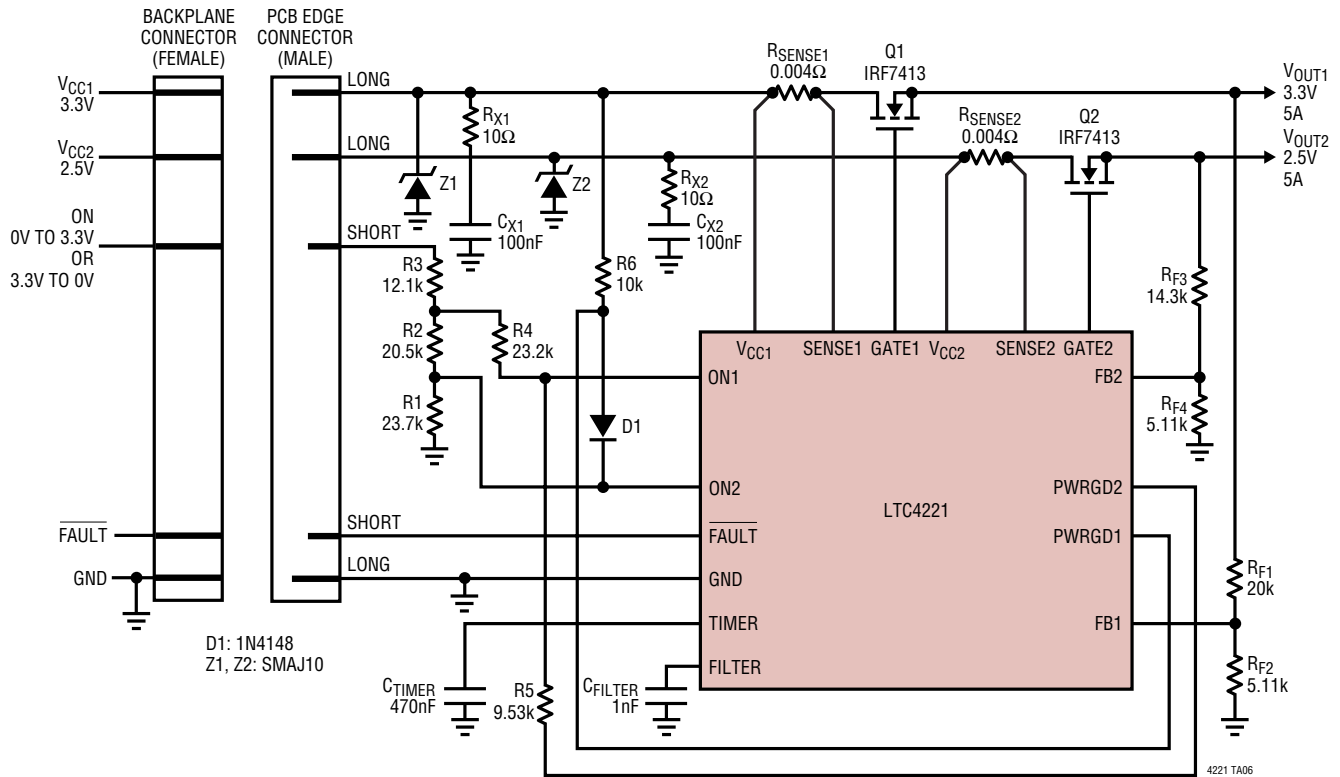 BACKPLANE
CONNECTOR
(FEMALE)
PCB EDGE
CONNECTOR
(MALE)
VCC1
3.3V
VCC2
2.5V
ON
0V TO 3.3V
OR
3.3V TO 0V
FAULT
GND
LONG
LONG
SHORT
SHORT
LONG
Z1
RX1
10Ω
CX1
100nF
Z2
RX2
10Ω
CX2
100nF
RSENSE1
0.004Ω
Q1
IRF7413
RSENSE2
0.004Ω
Q2
IRF7413
VOUT1
3.3V
5A
VOUT2
2.5V
5A
R3
12.1k
R2
20.5k
R1
23.7k
R4
23.2k
R6
10k
D1
RF3
14.3k
RF4
5.11k
RF1
20k
RF2
5.11k
VCC1
SENSE1
GATE1
VCC2
SENSE2
GATE2
ON1
ON2
FAULT
GND
TIMER
FILTER
LTC4221
FB2
PWRGD2
PWRGD1
FB1
D1: 1N4148
Z1, Z2: SMAJ10
CTIMER
470nF
R5
9.53k
CFILTER
1nF
4221 TA06